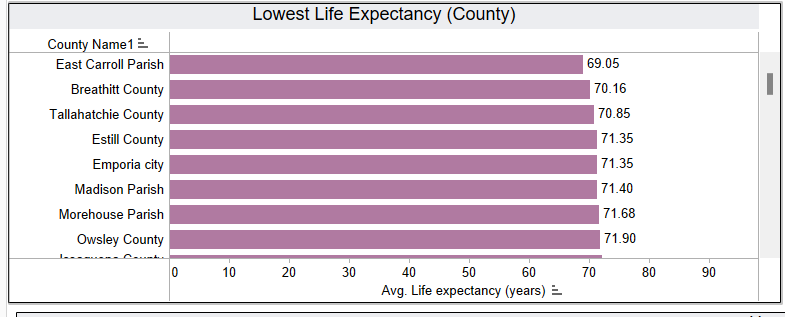 Lowest Life Expectancy (County)
County Name1
East Carroll Parish 69.05
Breathitt County 70.16
Tallahatchie County 70.85
Estill County 71.35
Emporia city 71.35
Madison Parish 71.40
Morehouse Parish 71.68
Owsley County 71.90
0 10 20 30 40 50 60 70 80 90
Avg. Life expectancy (years)